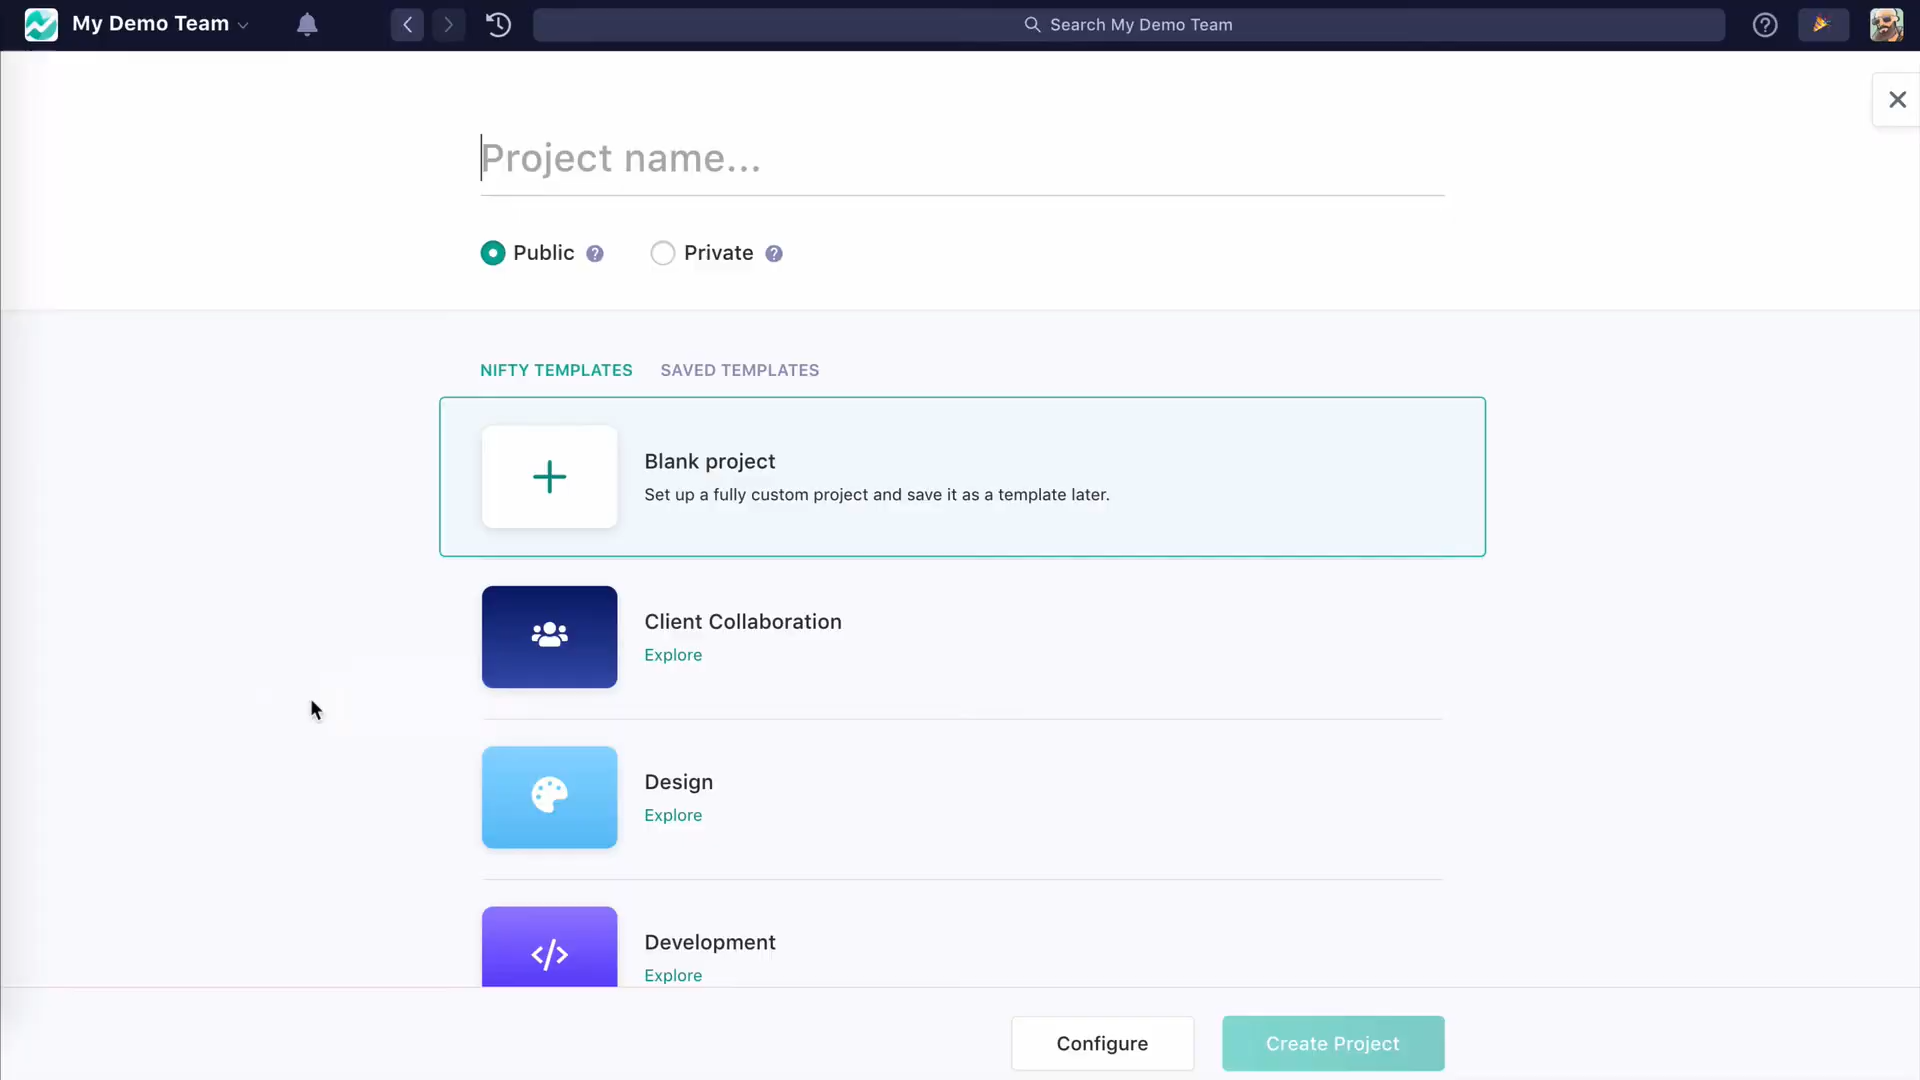 My Demo Team
Search My Demo Team
Project name...
Public ?
Private ?
NIFTY TEMPLATES
SAVED TEMPLATES
Blank project
Set up a fully custom project and save it as a template later.
Client Collaboration
Explore
Design
Explore
Development
Explore
Configure
Create Project